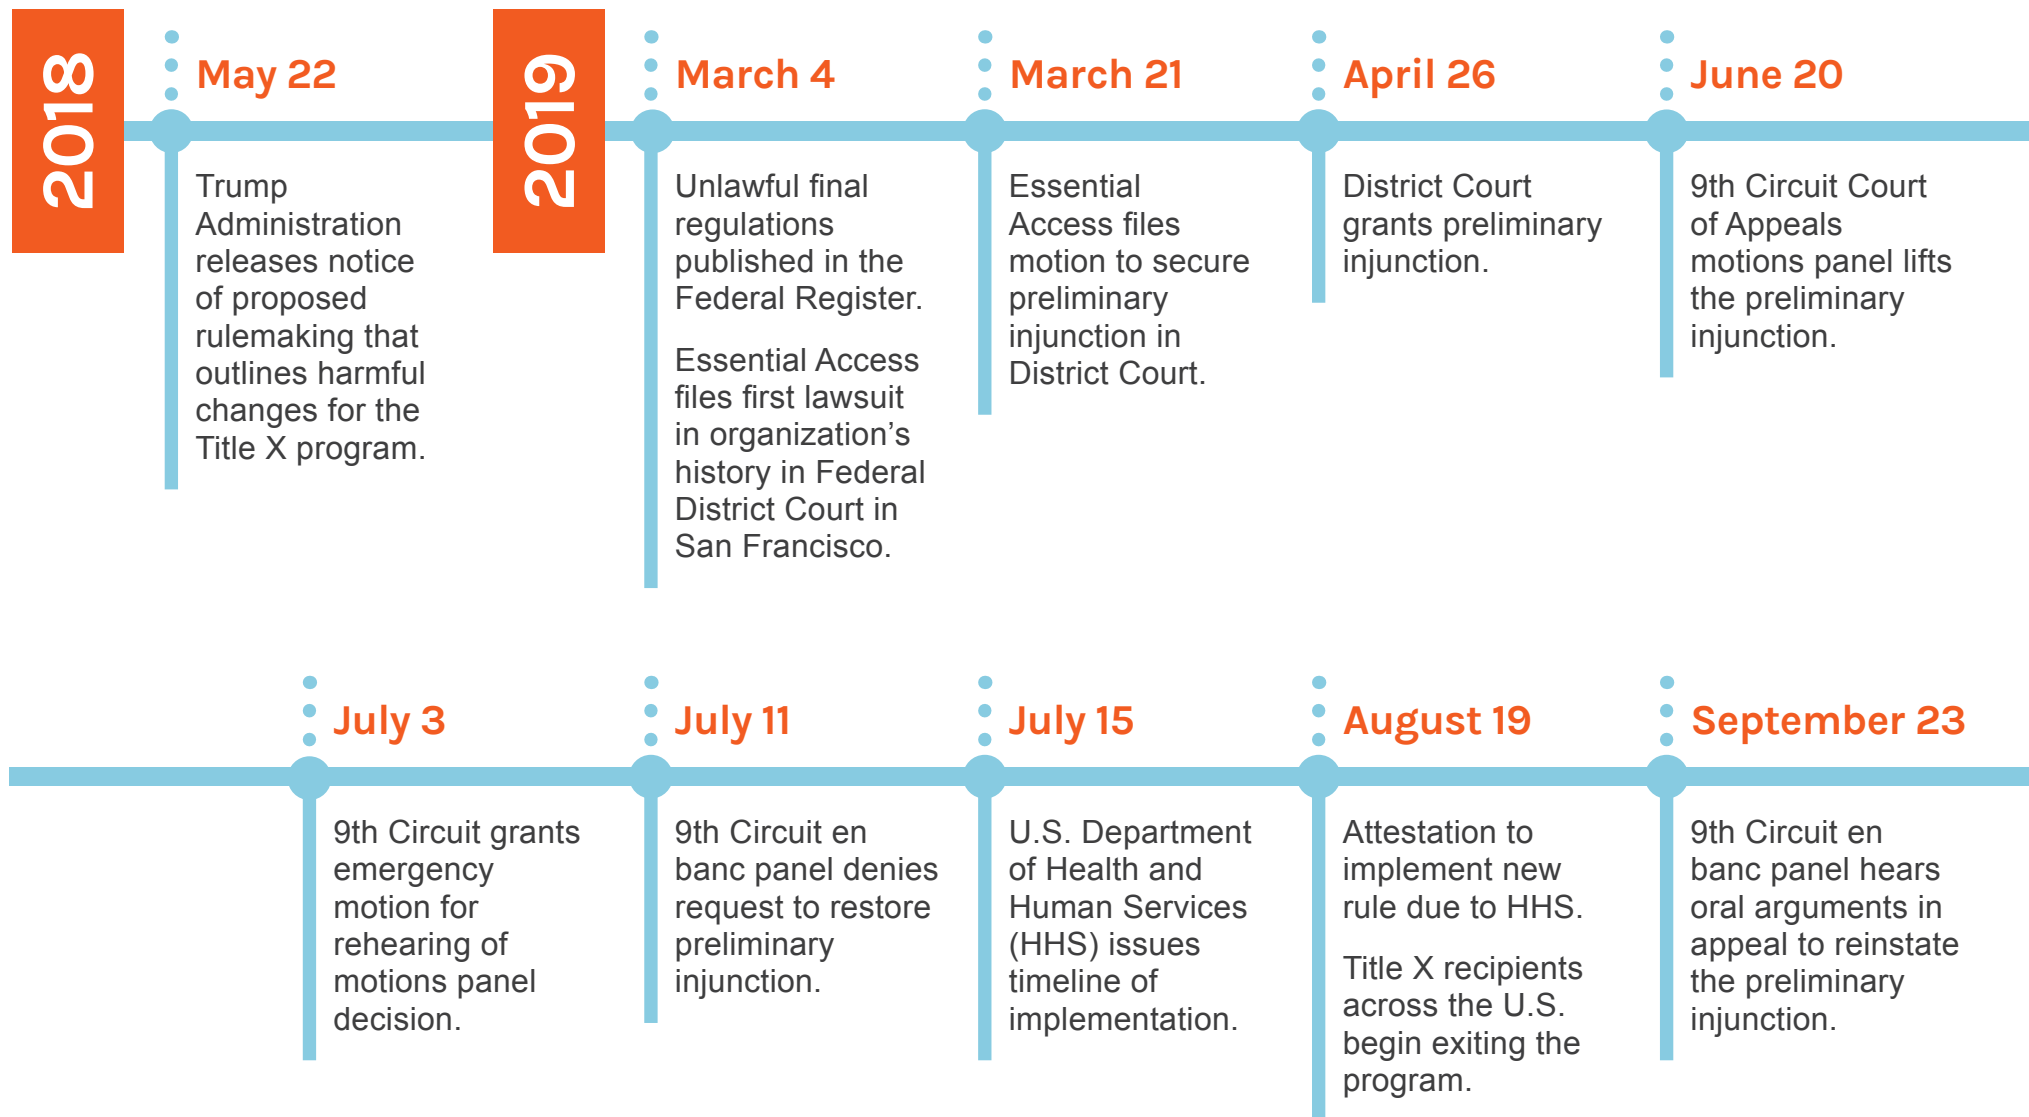 2018
May 22
Trump
Administration
releases notice
of proposed
rulemaking that
outlines harmful
changes for the
Title X program.
2019
March 4
Unlawful final
regulations
published in the
Federal Register.
Essential Access
files first lawsuit
in organization’s
history in Federal
District Court in
San Francisco.
March 21
Essential
Access files
motion to secure
preliminary
injunction in
District Court.
April 26
District Court
grants preliminary
injunction.
June 20
9th Circuit Court
of Appeals
motions panel lifts
the preliminary
injunction.
July 3
9th Circuit grants
emergency
motion for
rehearing of
motions panel
decision.
July 11
9th Circuit en
banc panel denies
request to restore
preliminary
injunction.
July 15
U.S. Department
of Health and
Human Services
(HHS) issues
timeline of
implementation.
August 19
Attestation to
implement new
rule due to HHS.
Title X recipients
across the U.S.
begin exiting the
program.
September 23
9th Circuit en
banc panel hears
oral arguments in
appeal to reinstate
the preliminary
injunction.